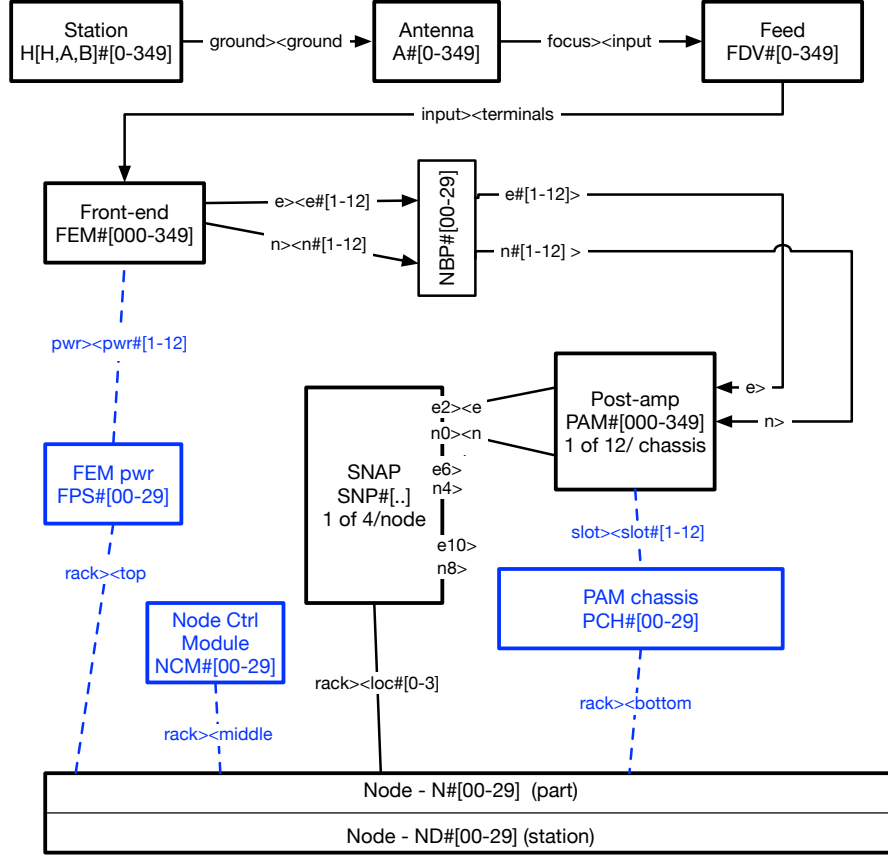 Station
H[H,A,B]#[0-349]
ground><ground
Antenna
A#[0-349]
focus><input
Feed
FDV#[0-349]
input><terminals
Front-end
FEM#[000-349]
e><e#[1-12]
n><n#[1-12]
NBP#[00-29]
e#[1-12]>
n#[1-12] >
pwr><pwr#[1-12]
e>
n>
Post-amp
PAM#[000-349]
1 of 12/ chassis
e2><e
n0><n
e6>
n4>
e10>
n8>
SNAP
SNP#[..]
1 of 4/node
FEM pwr
FPS#[00-29]
slot><slot#[1-12]
rack><top
Node Ctrl
Module
NCM#[00-29]
PAM chassis
PCH#[00-29]
rack><loc#[0-3]
rack><middle
rack><bottom
Node - N#[00-29]  (part)
Node - ND#[00-29] (station)